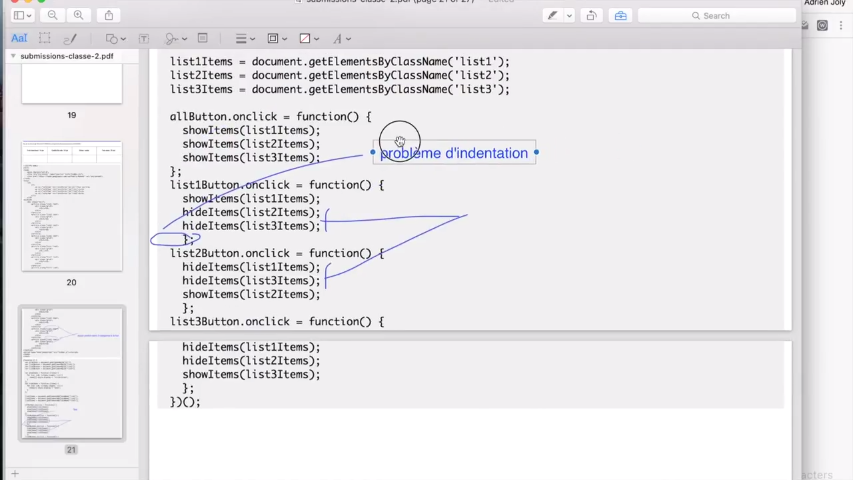 submissions-classe-2.pdf (page 21 of 27)
Adrien Joly
Search
AaI
A
submissions-classe-2.pdf
19
20
21
list1Items = document.getElementsByClassName('list1');
list2Items = document.getElementsByClassName('list2');
list3Items = document.getElementsByClassName('list3');
allButton.onclick = function() {
showItems(list1Items);
showItems(list2Items);
showItems(list3Items);
};
problème d'indentation
list1Button.onclick = function() {
showItems(list1Items);
hideItems(list2Items);
hideItems(list3Items);
};
list2Button.onclick = function() {
hideItems(list1Items);
hideItems(list3Items);
showItems(list2Items);
};
list3Button.onclick = function() {
hideItems(list1Items);
hideItems(list2Items);
showItems(list3Items);
};
})();